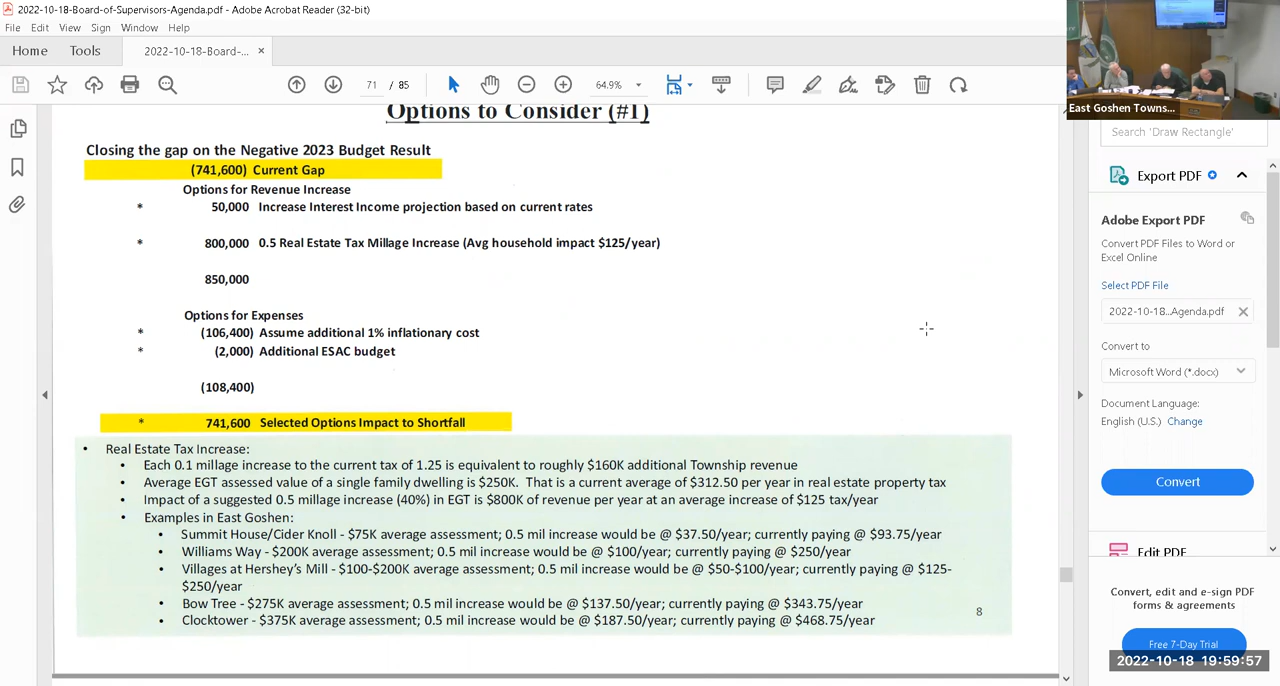 2022-10-18-Board-of-Supervisors-Agenda.pdf - Adobe Acrobat Reader (32-bit)
File Edit View Sign Window Help
Home Tools 2022-10-18-Board-... ×
71 / 85 64.9%
East Goshen Towns...
Options to Consider (#1)
Closing the gap on the Negative 2023 Budget Result
(741,600) Current Gap
Options for Revenue Increase
* 50,000 Increase Interest Income projection based on current rates
* 800,000 0.5 Real Estate Tax Millage Increase (Avg household impact $125/year)
850,000
Options for Expenses
* (106,400) Assume additional 1% inflationary cost
* (2,000) Additional ESAC budget
(108,400)
* 741,600 Selected Options Impact to Shortfall
• Real Estate Tax Increase:
• Each 0.1 millage increase to the current tax of 1.25 is equivalent to roughly $160K additional Township revenue
• Average EGT assessed value of a single family dwelling is $250K. That is a current average of $312.50 per year in real estate property tax
• Impact of a suggested 0.5 millage increase (40%) in EGT is $800K of revenue per year at an average increase of $125 tax/year
• Examples in East Goshen:
• Summit House/Cider Knoll - $75K average assessment; 0.5 mil increase would be @ $37.50/year; currently paying @ $93.75/year
• Williams Way - $200K average assessment; 0.5 mil increase would be @ $100/year; currently paying @ $250/year
• Villages at Hershey's Mill - $100-$200K average assessment; 0.5 mil increase would be @ $50-$100/year; currently paying @ $125-
$250/year
• Bow Tree - $275K average assessment; 0.5 mil increase would be @ $137.50/year; currently paying @ $343.75/year
• Clocktower - $375K average assessment; 0.5 mil increase would be @ $187.50/year; currently paying @ $468.75/year
8
Search 'Draw Rectangle'
Export PDF
Adobe Export PDF
Convert PDF Files to Word or
Excel Online
Select PDF File
2022-10-18...Agenda.pdf
Convert to
Microsoft Word (*.docx)
Document Language:
English (U.S.) Change
Convert
Edit PDF
Convert, edit and e-sign PDF
forms & agreements
Free 7-Day Trial
2022-10-18 19:59:57